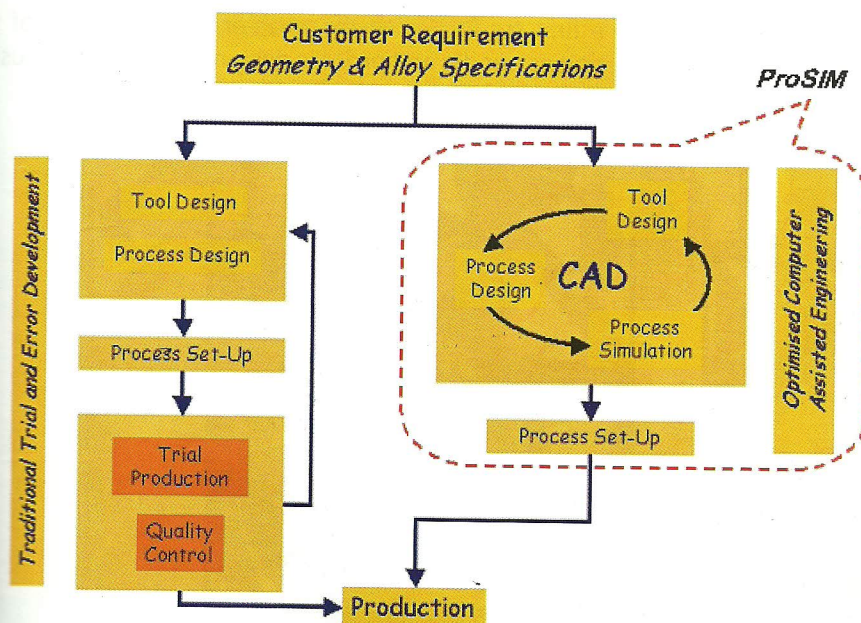 Customer Requirement
Geometry & Alloy Specifications
ProSIM
Traditional Trial and Error Development
Tool Design
Process Design
Process Set-Up
Trial
Production
Quality
Control
Tool
Design
Process
Design
CAD
Process
Simulation
Process Set-Up
Optimised Computer
Assisted Engineering
Production